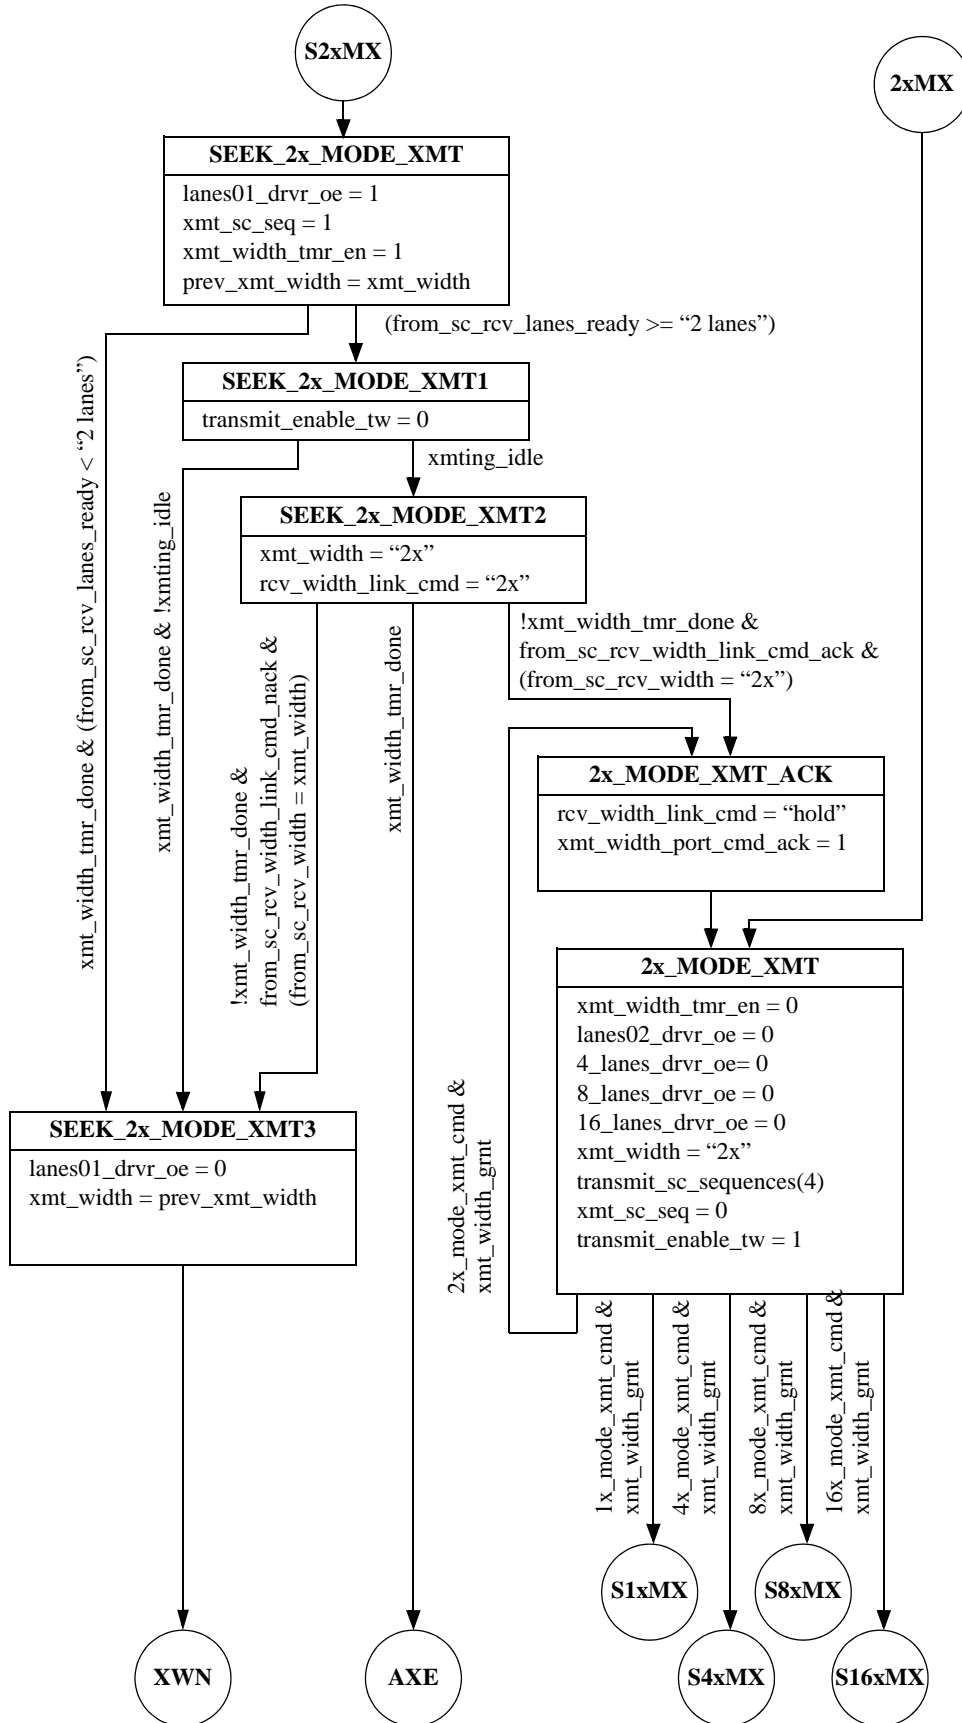 S2xMX
2xMX
SEEK_2x_MODE_XMT
lanes01_drvr_oe = 1
xmt_sc_seq = 1
xmt_width_tmr_en = 1
prev_xmt_width = xmt_width
(from_sc_rcv_lanes_ready >= “2 lanes”)
xmt_width_tmr_done & (from_sc_rcv_lanes_ready < “2 lanes”)
SEEK_2x_MODE_XMT1
transmit_enable_tw = 0
xmting_idle
xmt_width_tmr_done & !xmting_idle
SEEK_2x_MODE_XMT2
xmt_width = “2x”
rcv_width_link_cmd = “2x”
!xmt_width_tmr_done &
from_sc_rcv_width_link_cmd_nack &
(from_sc_rcv_width = xmt_width)
xmt_width_tmr_done
!xmt_width_tmr_done &
from_sc_rcv_width_link_cmd_ack &
(from_sc_rcv_width = “2x”)
2x_MODE_XMT_ACK
rcv_width_link_cmd = “hold”
xmt_width_port_cmd_ack = 1
2x_MODE_XMT
xmt_width_tmr_en = 0
lanes02_drvr_oe = 0
4_lanes_drvr_oe= 0
8_lanes_drvr_oe = 0
16_lanes_drvr_oe = 0
xmt_width = “2x”
transmit_sc_sequences(4)
xmt_sc_seq = 0
transmit_enable_tw = 1
2x_mode_xmt_cmd &
xmt_width_grnt
SEEK_2x_MODE_XMT3
lanes01_drvr_oe = 0
xmt_width = prev_xmt_width
1x_mode_xmt_cmd &
xmt_width_grnt
4x_mode_xmt_cmd &
xmt_width_grnt
8x_mode_xmt_cmd &
xmt_width_grnt
16x_mode_xmt_cmd &
xmt_width_grnt
S1xMX
S8xMX
XWN
AXE
S4xMX
S16xMX